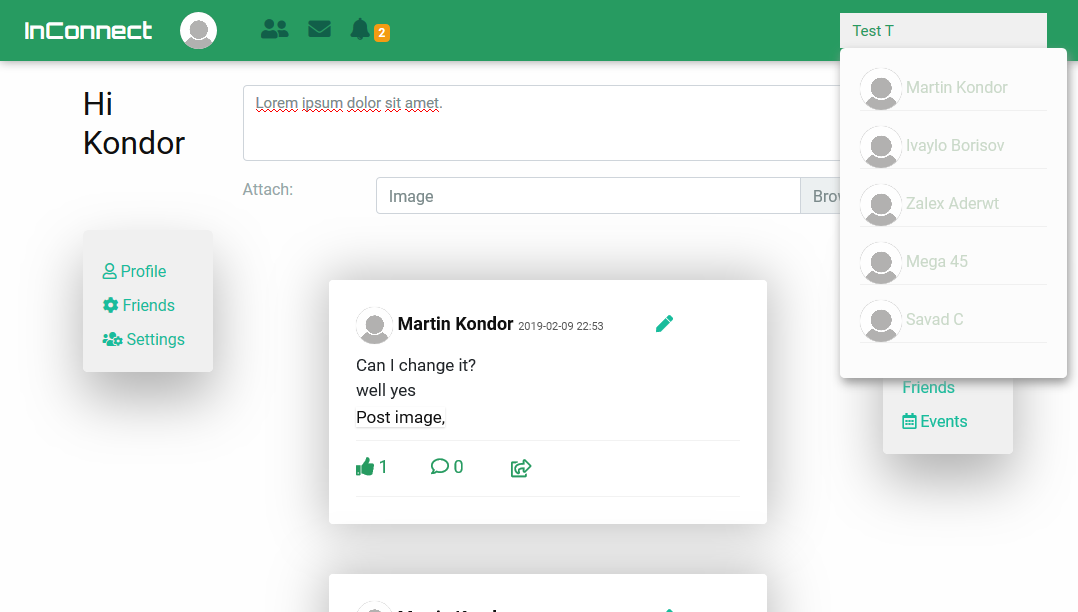 InConnect
2
Test T
Martin Kondor
Ivaylo Borisov
Zalex Aderwt
Mega 45
Savad C
Hi
Kondor
Lorem ipsum dolor sit amet.
Attach:
Image
Profile
Friends
Settings
Martin Kondor 2019-02-09 22:53
Can I change it?
well yes
Post image,
1
0
Friends
Events